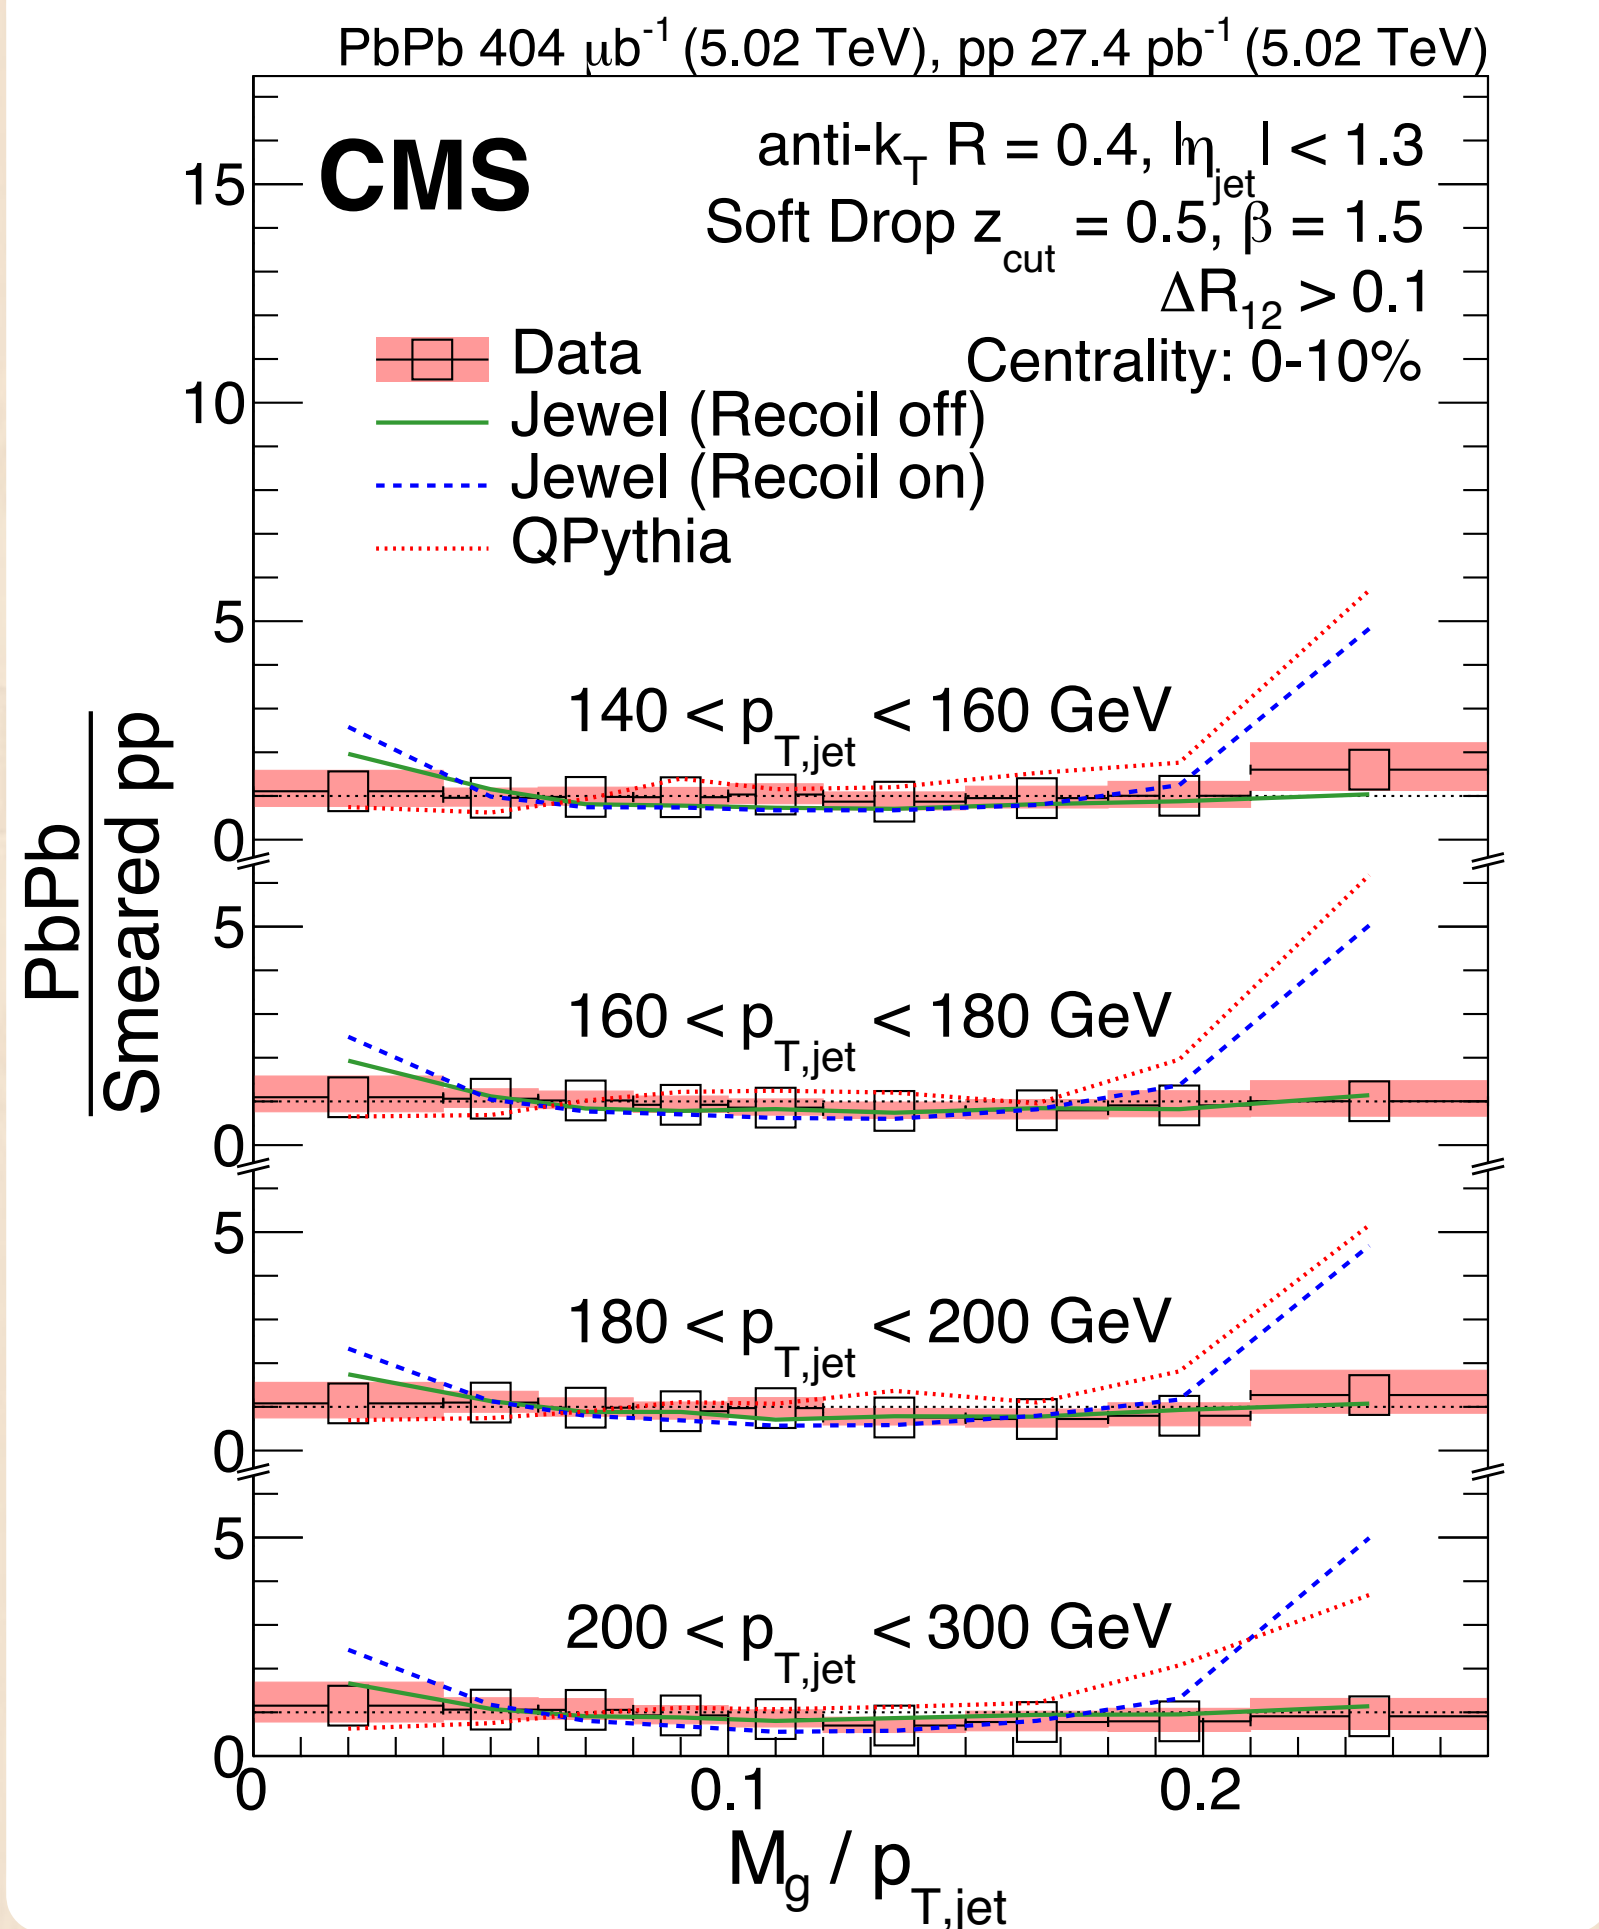 PbPb 404 μb⁻¹ (5.02 TeV), pp 27.4 pb⁻¹ (5.02 TeV)
CMS
anti-k_T R = 0.4, |η_jet| < 1.3
Soft Drop z_cut = 0.5, β = 1.5
ΔR_12 > 0.1
Centrality: 0-10%
Data
Jewel (Recoil off)
Jewel (Recoil on)
QPythia
15
10
5
0
140 < p_T,jet < 160 GeV
5
0
160 < p_T,jet < 180 GeV
5
0
180 < p_T,jet < 200 GeV
5
0
200 < p_T,jet < 300 GeV
PbPb
Smeared pp
0
0.1
0.2
M_g / p_T,jet